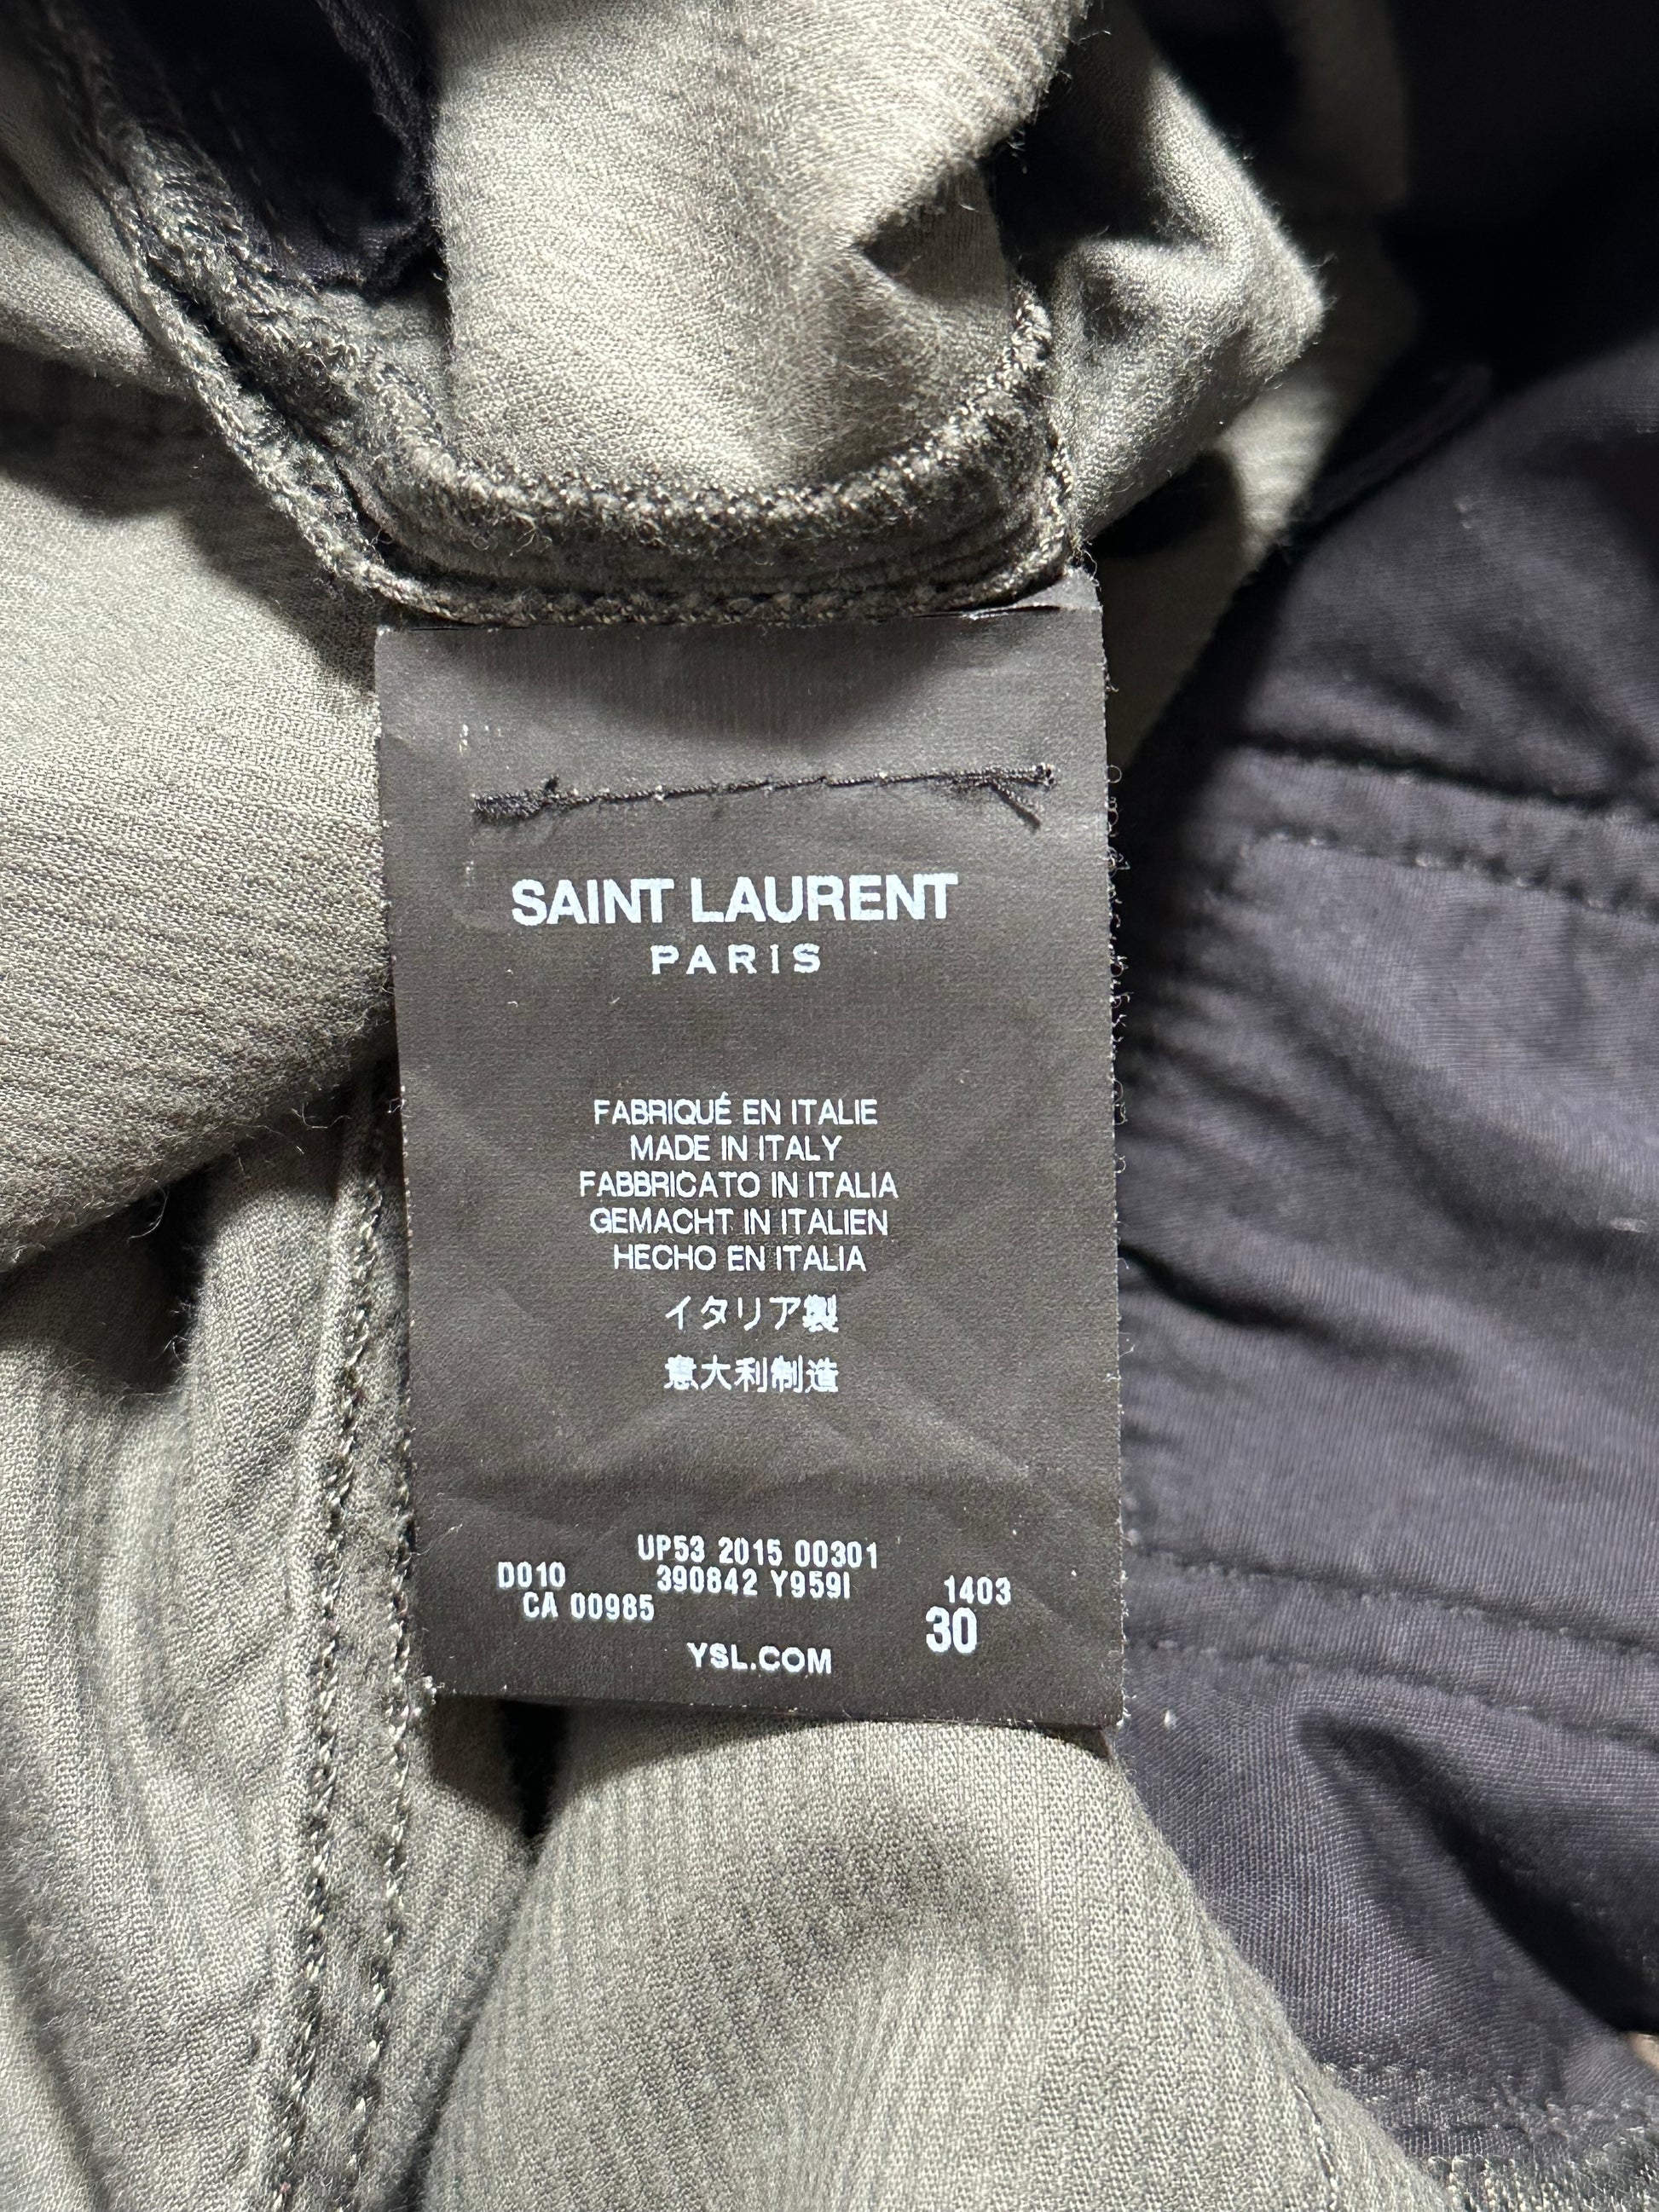 SAINT LAURENT
PARIS
FABRIQUÉ EN ITALIE
MADE IN ITALY
FABBRICATO IN ITALIA
GEMACHT IN ITALIEN
HECHO EN ITALIA
イタリア製
意大利制造
UP53 2015 00301
D010 390842 Y959I 1403
CA 00985 30
YSL.COM